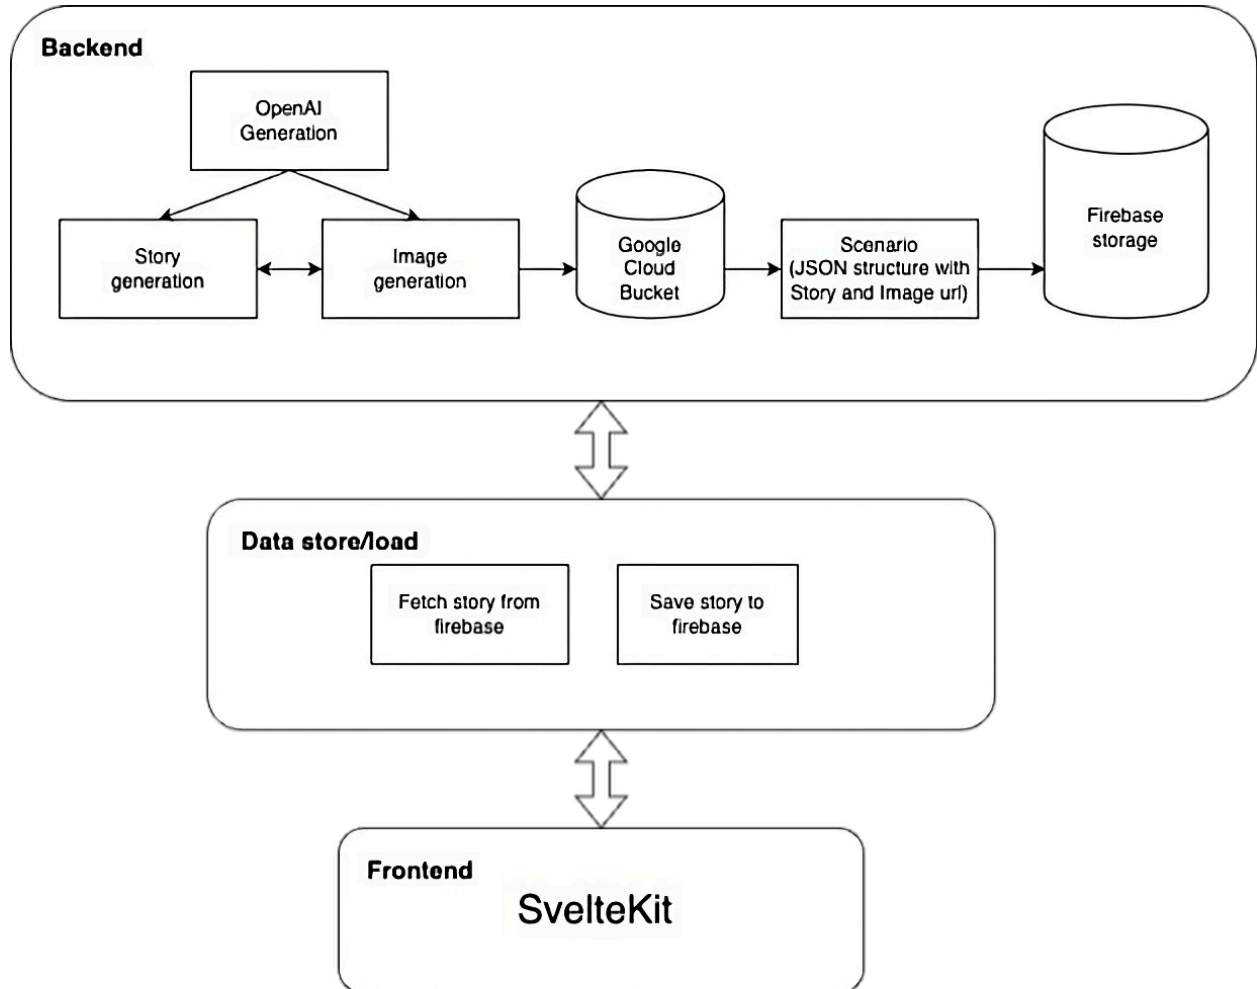 Backend
OpenAI
Generation
Story
generation
Image
generation
Google
Cloud
Bucket
Scenario
(JSON structure with
Story and Image url)
Firebase
storage
Data store/load
Fetch story from
firebase
Save story to
firebase
Frontend
SvelteKit